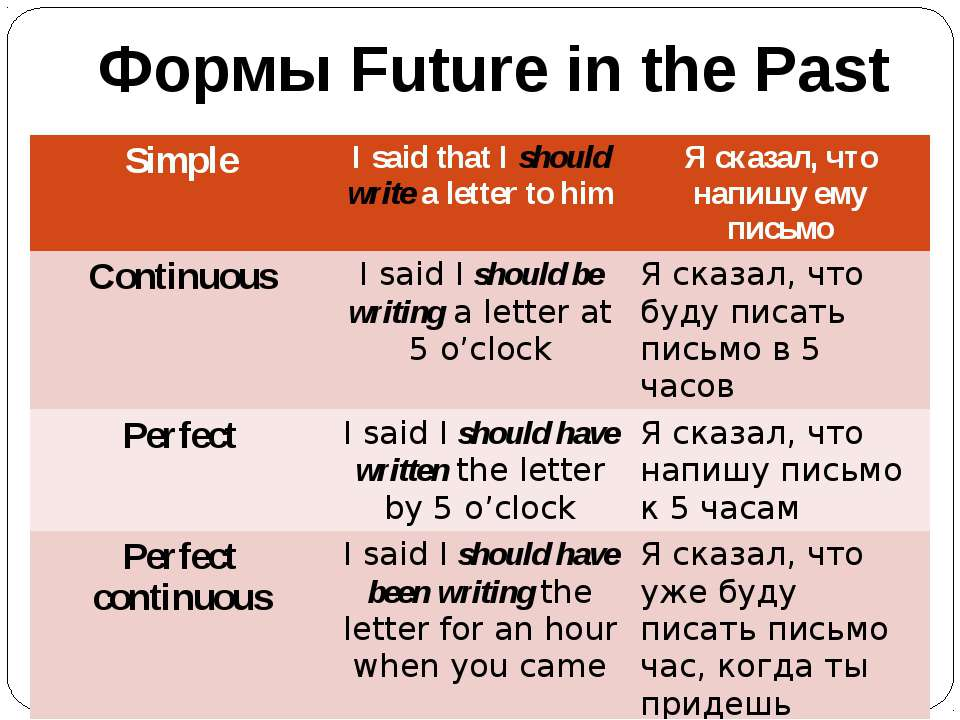 Формы Future in the Past
Simple
I said that I should
write a letter to him
Я сказал, что
напишу ему
письмо
Continuous
I said I should be
writing a letter at
5 o’clock
Я сказал, что
буду писать
письмо в 5
часов
Perfect
I said I should have
written the letter
by 5 o’clock
Я сказал, что
напишу письмо
к 5 часам
Perfect
continuous
I said I should have
been writing the
letter for an hour
when you came
Я сказал, что
уже буду
писать письмо
час, когда ты
придешь